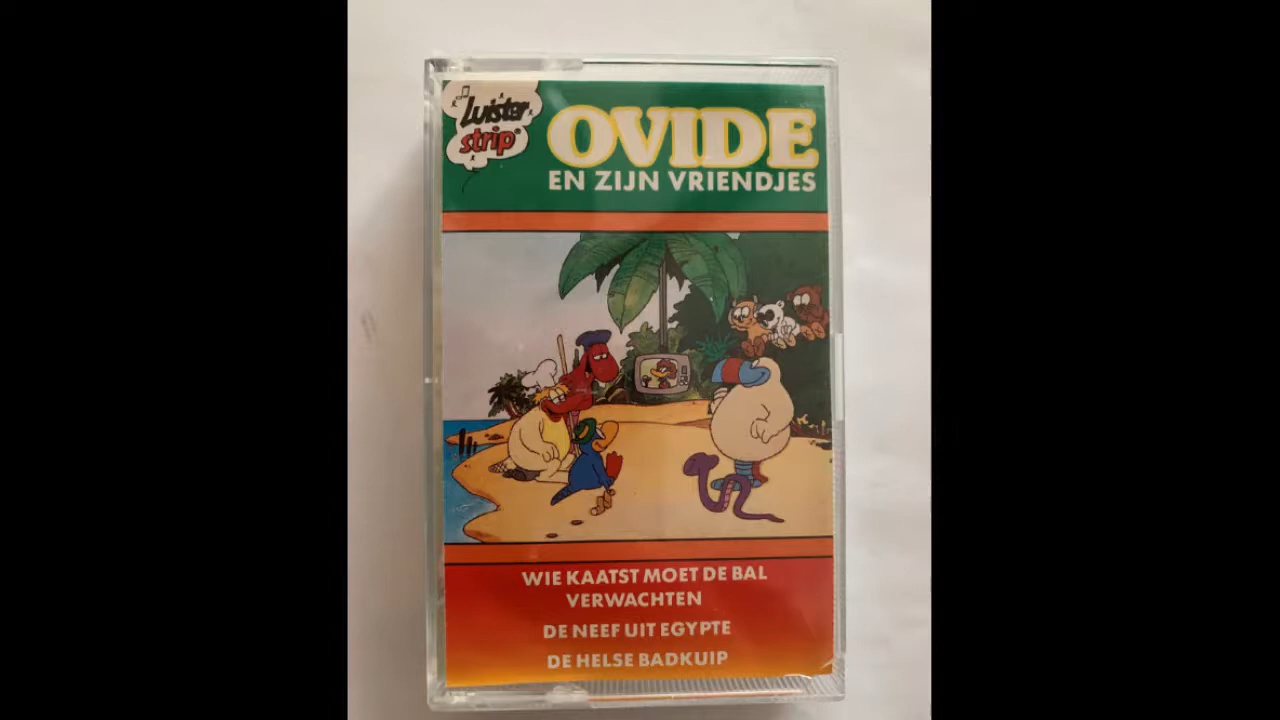 Luister
strip
OVIDE
EN ZIJN VRIENDJES
WIE KAATST MOET DE BAL
VERWACHTEN
DE NEEF UIT EGYPTE
DE HELSE BADKUIP